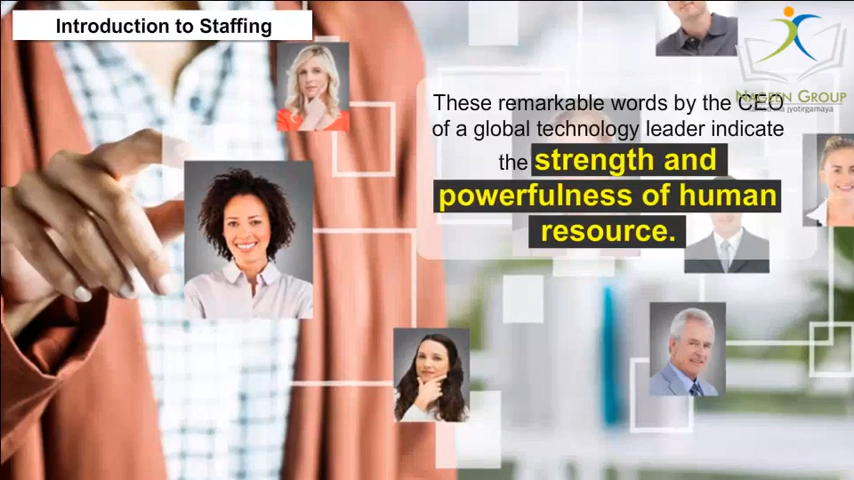 Introduction to Staffing
These remarkable words by the CEO
of a global technology leader indicate
the strength and
powerfulness of human
resource.
jyotirgamaya